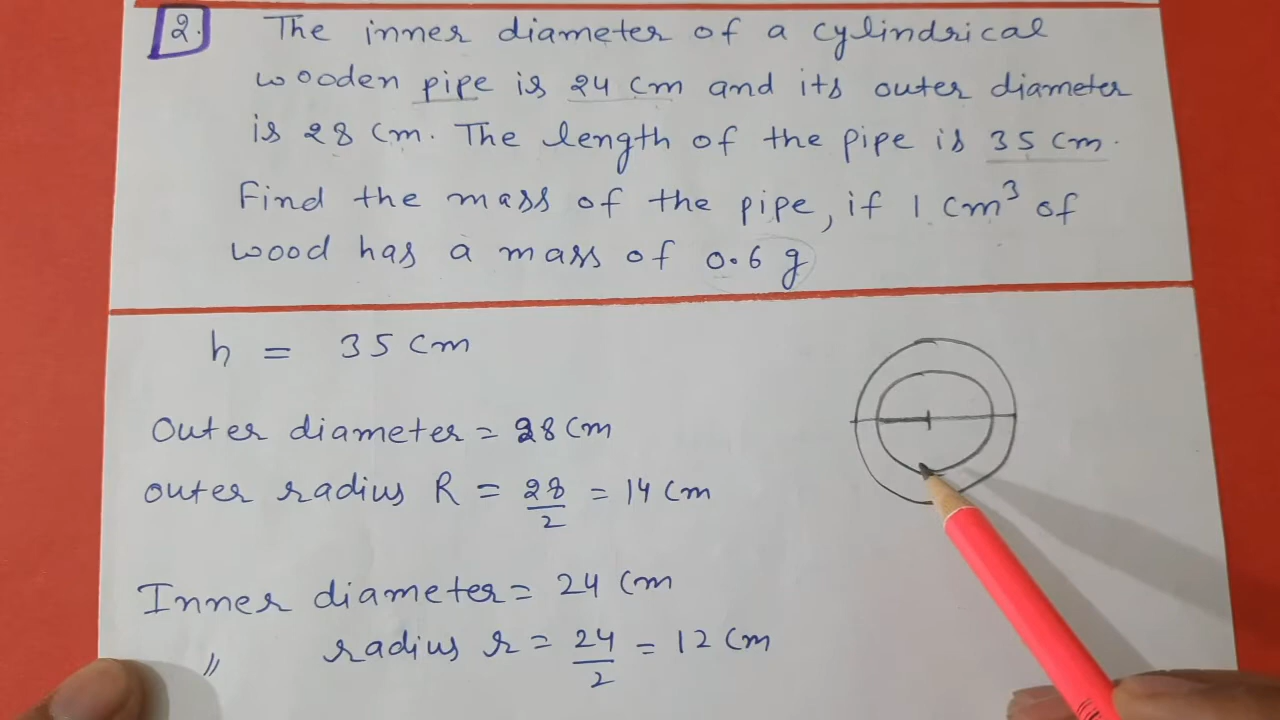 2. The inner diameter of a cylindrical
wooden pipe is 24 cm and its outer diameter
is 28 cm. The length of the pipe is 35 cm.
Find the mass of the pipe, if 1 cm³ of
wood has a mass of 0.6 g
h = 35 cm
Outer diameter = 28 cm
outer radius R = 28/2 = 14 cm
Inner diameter = 24 cm
〃 radius r = 24/2 = 12 cm